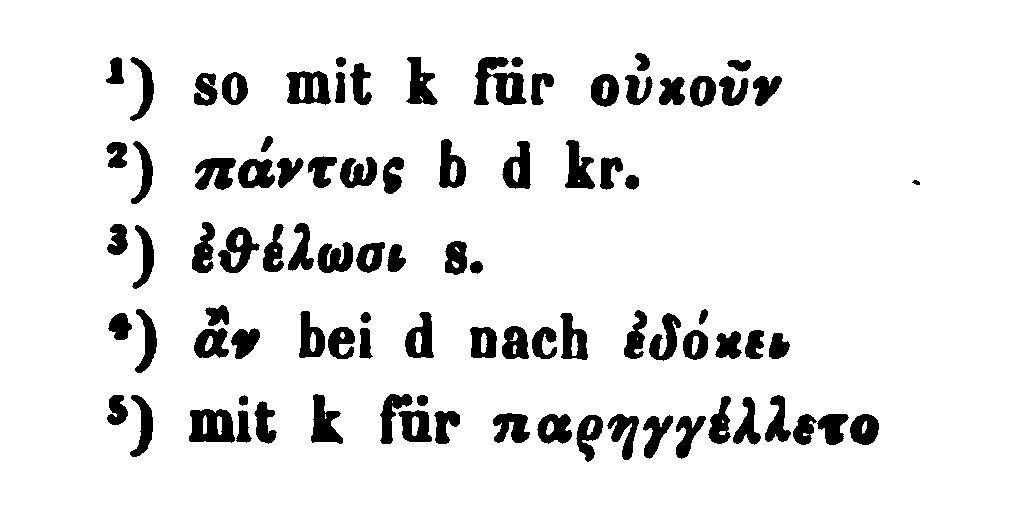 ¹) so mit k für οὐκοῦν
²) πάντως b d kr.
³) ἐθέλωσι s.
⁴) ἂν bei d nach ἐδόκει
⁵) mit k für παρηγγέλλετο